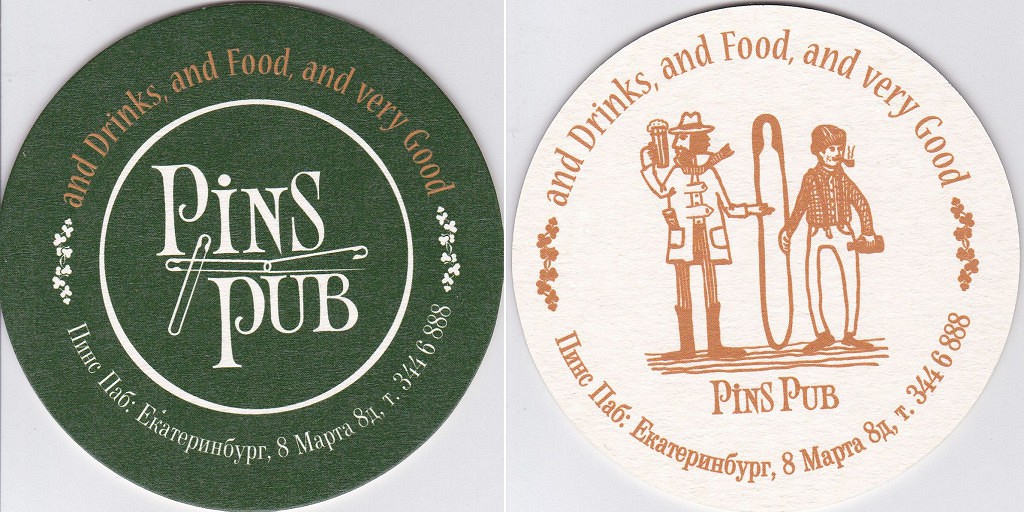 and Drinks, and Food, and very Good
PINS
PUB
Пинс Паб: Екатеринбург, 8 Марта 8д, т. 344 6 888
and Drinks, and Food, and very Good
PINS PUB
Пинс Паб: Екатеринбург, 8 Марта 8д, т. 344 6 888